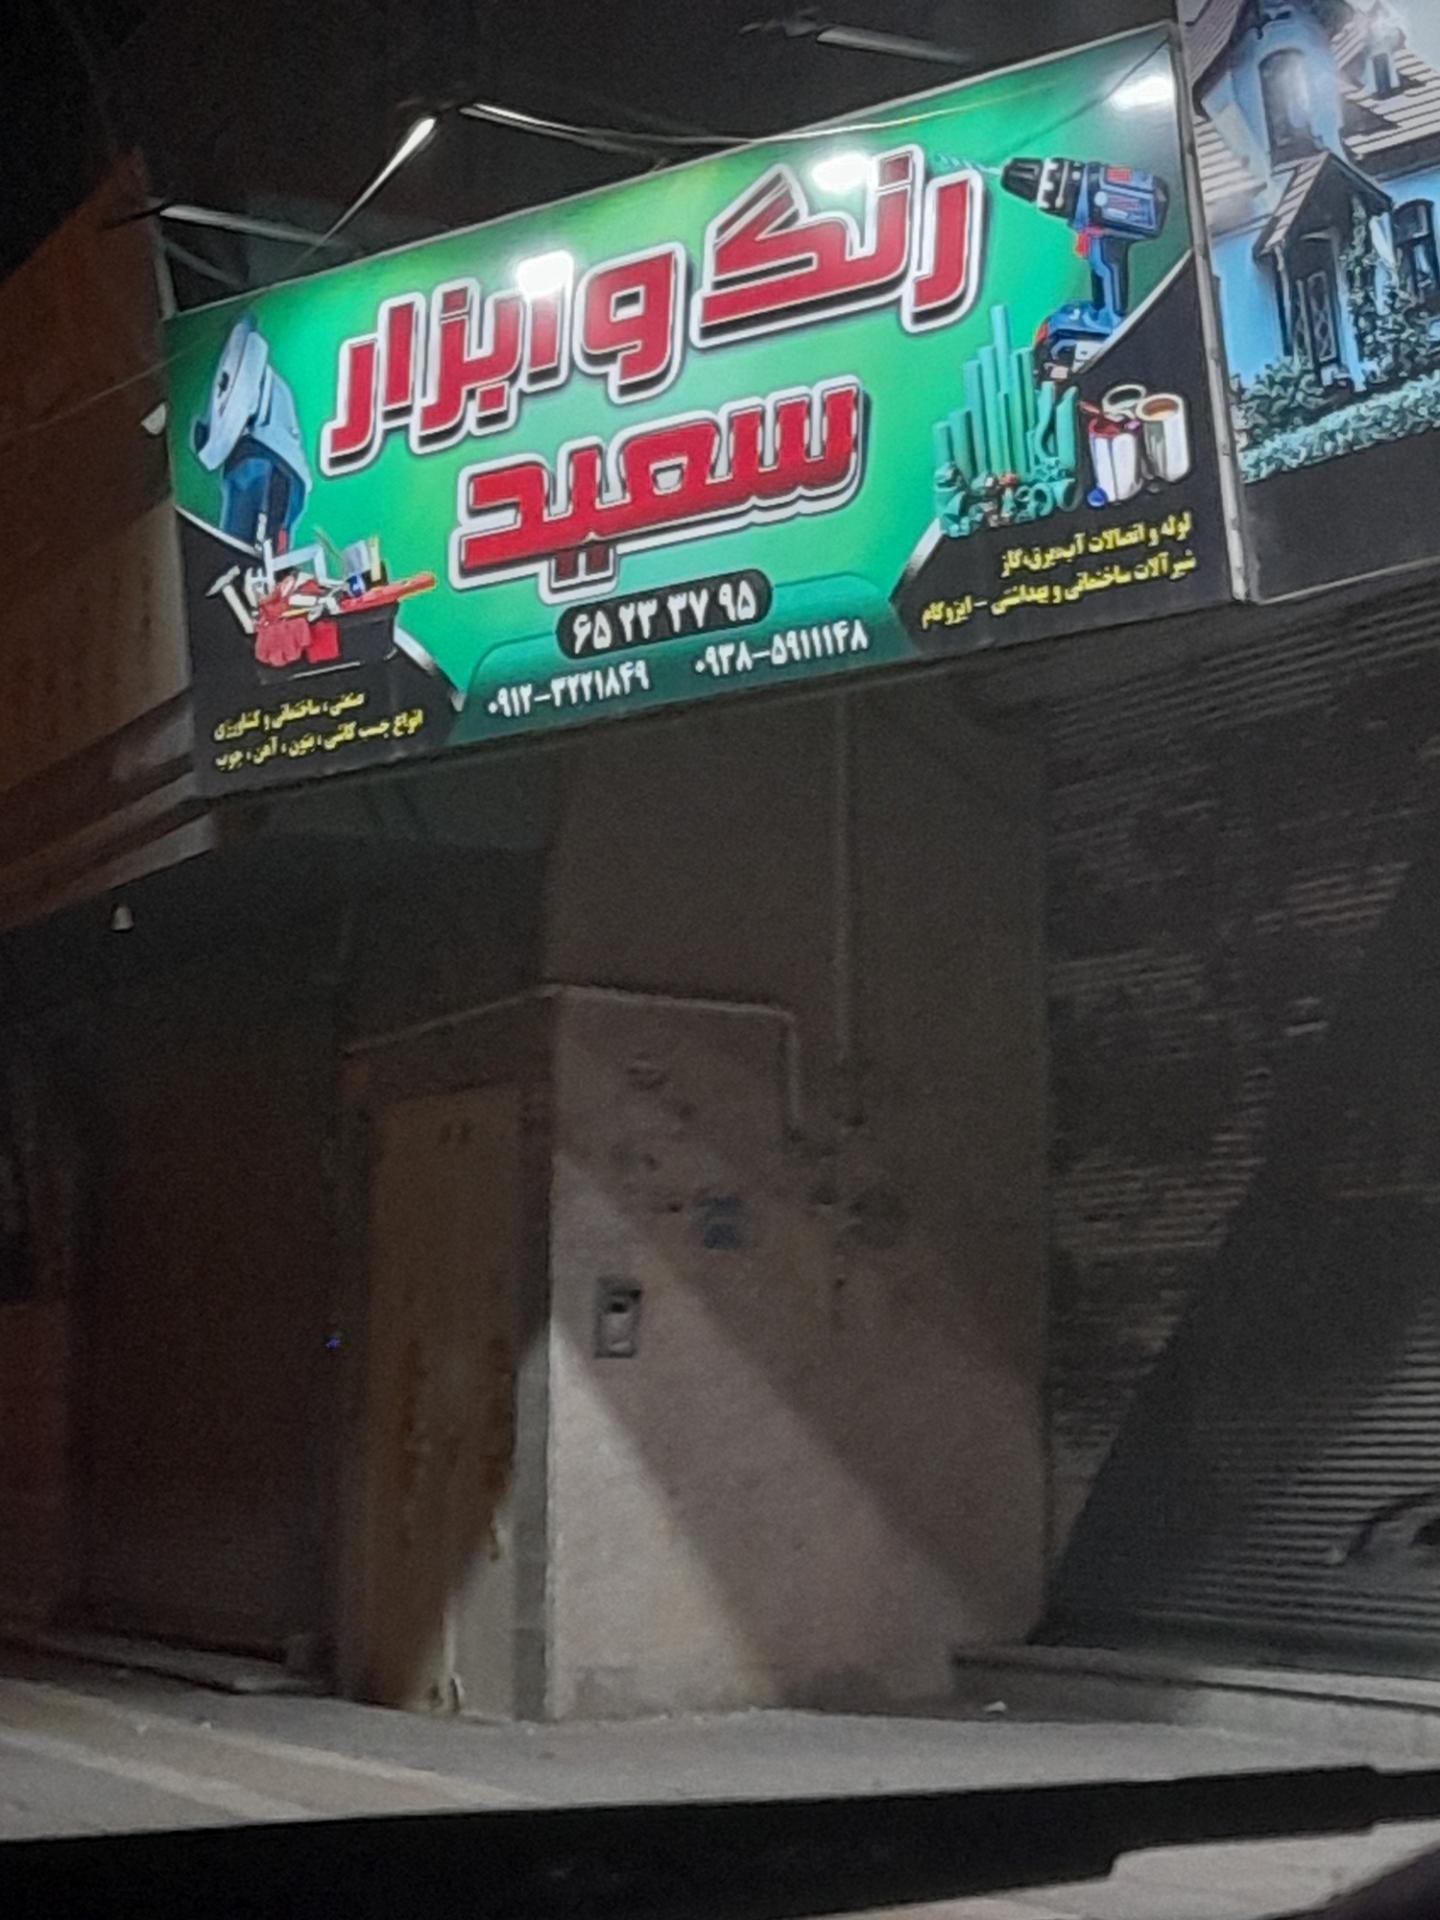 رنگ و ابزار
سعید
۶۵ ۲۳ ۳۷ ۹۵
۰۹۱۲-۳۲۲۱۸۴۹ ۰۹۳۸-۵۹۱۱۱۴۸
لوله و اتصالات آب،برق،گاز
شیرآلات ساختمانی و بهداشتی - ایزوگام
صنعتی ، ساختمانی و کشاورزی
انواع چسب کاشی ، بتون ، آهن ، چوب